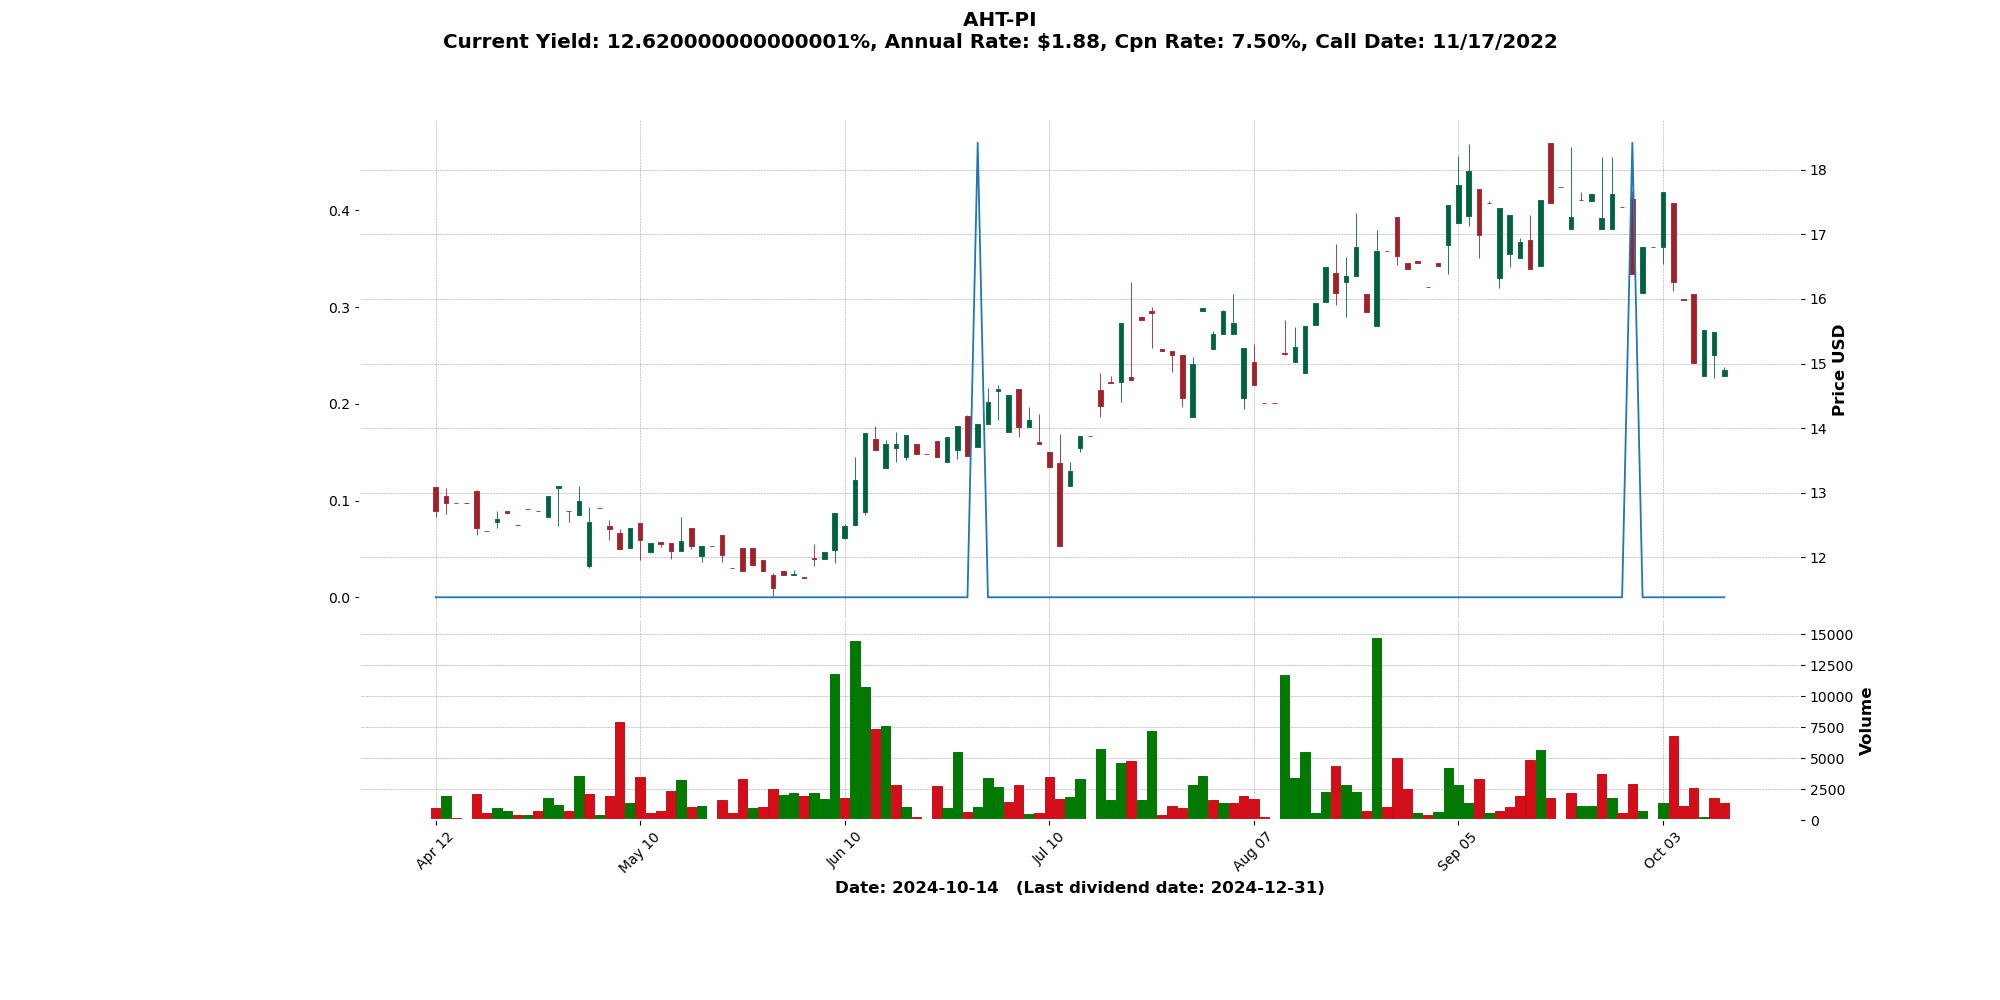 AHT-PI
Current Yield: 12.620000000000001%, Annual Rate: $1.88, Cpn Rate: 7.50%, Call Date: 11/17/2022
0.4
0.3
0.2
0.1
0.0
18
17
16
15
14
13
12
Price USD
15000
12500
10000
7500
5000
2500
0
Volume
Apr 12
May 10
Jun 10
Jul 10
Aug 07
Sep 05
Oct 03
Date: 2024-10-14 (Last dividend date: 2024-12-31)